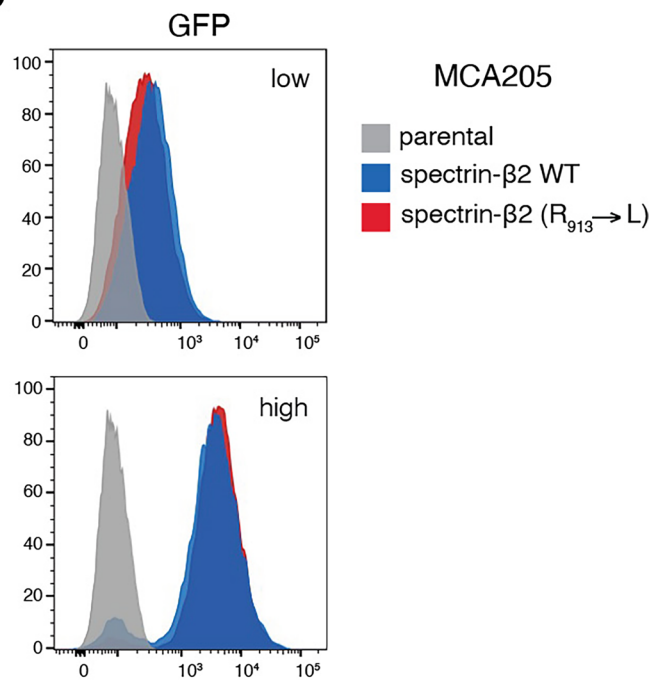 GFP
low
100
80
60
40
20
0
0 10³ 10⁴ 10⁵
high
100
80
60
40
20
0
0 10³ 10⁴ 10⁵
MCA205
parental
spectrin-β2 WT
spectrin-β2 (R₉₁₃→ L)